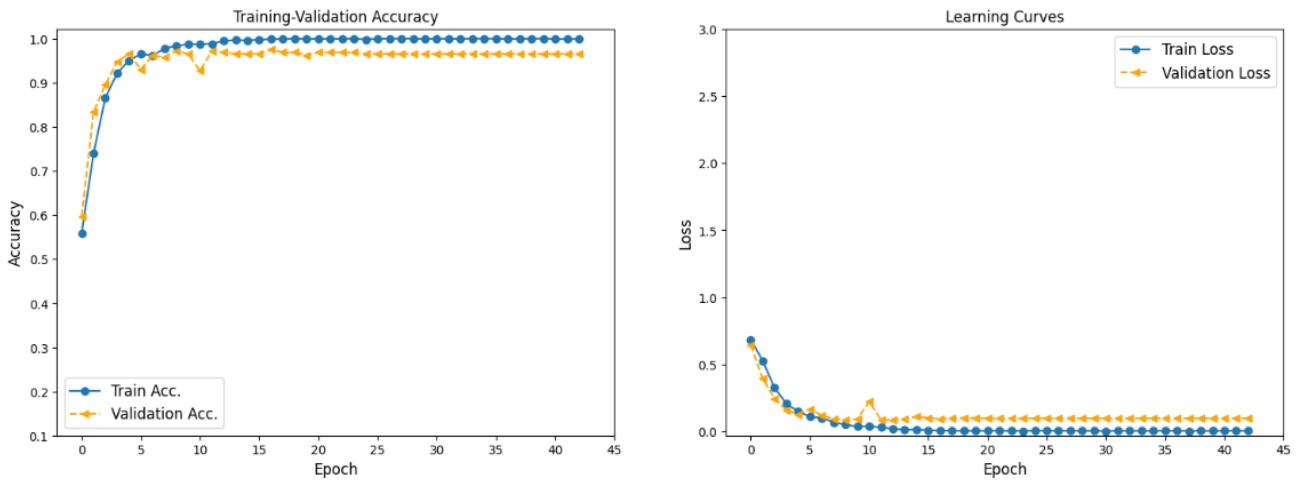 Training-Validation Accuracy
1.0
0.9
0.8
0.7
0.6
0.5
0.4
0.3
0.2
0.1
Accuracy
Train Acc.
Validation Acc.
0 5 10 15 20 25 30 35 40 45
Epoch
Learning Curves
3.0
2.5
2.0
1.5
1.0
0.5
0.0
Loss
Train Loss
Validation Loss
0 5 10 15 20 25 30 35 40 45
Epoch